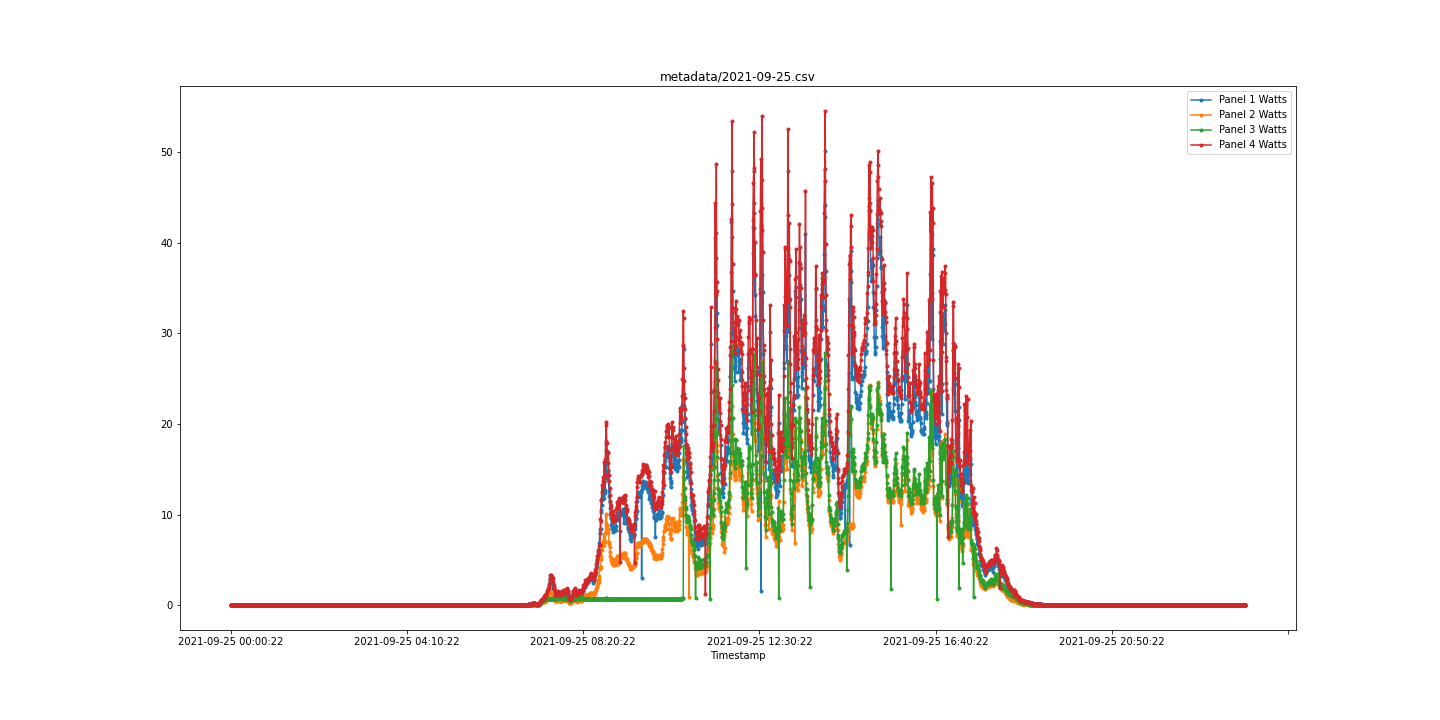 metadata/2021-09-25.csv
Panel 1 Watts
Panel 2 Watts
Panel 3 Watts
Panel 4 Watts
50
40
30
20
10
0
2021-09-25 00:00:22 2021-09-25 04:10:22 2021-09-25 08:20:22 2021-09-25 12:30:22 2021-09-25 16:40:22 2021-09-25 20:50:22
Timestamp